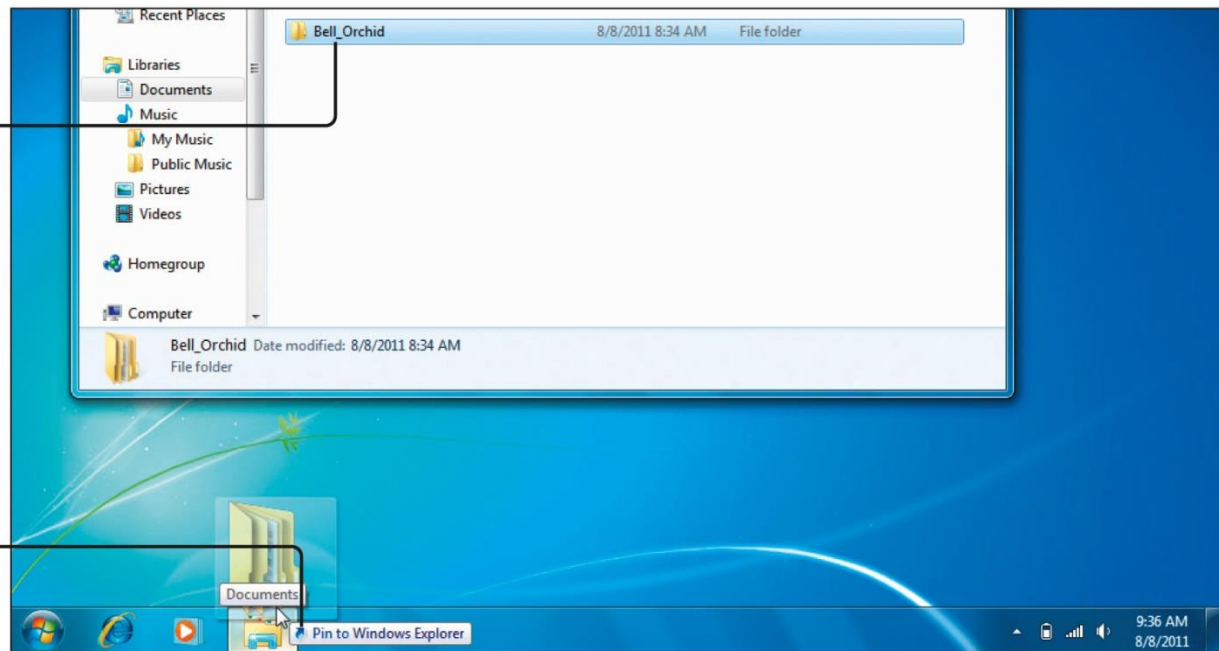 Recent Places
Bell_Orchid 8/8/2011 8:34 AM File folder
Libraries
Documents
Music
My Music
Public Music
Pictures
Videos
Homegroup
Computer
Bell_Orchid Date modified: 8/8/2011 8:34 AM
File folder
Documents
Pin to Windows Explorer
9:36 AM
8/8/2011